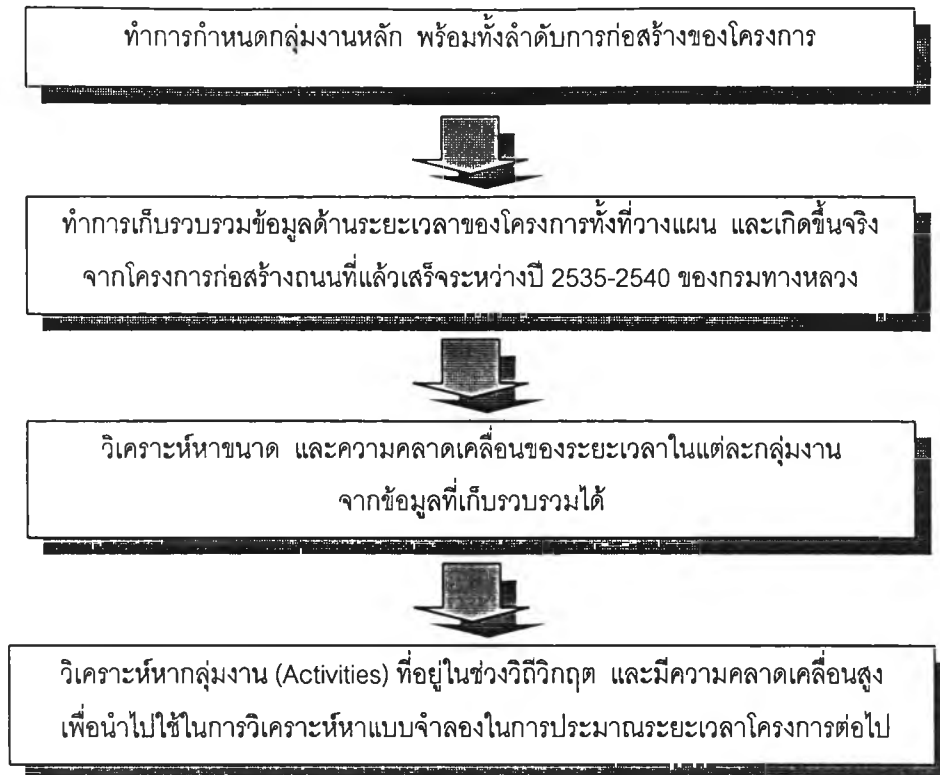 ทำการกำหนดกลุ่มงานหลัก พร้อมทั้งลำดับการก่อสร้างของโครงการ
ทำการเก็บรวบรวมข้อมูลด้านระยะเวลาของโครงการทั้งที่วางแผน และเกิดขึ้นจริง
จากโครงการก่อสร้างถนนที่แล้วเสร็จระหว่างปี 2535-2540 ของกรมทางหลวง
วิเคราะห์หาขนาด และความคลาดเคลื่อนของระยะเวลาในแต่ละกลุ่มงาน
จากข้อมูลที่เก็บรวบรวมได้
วิเคราะห์หากลุ่มงาน (Activities) ที่อยู่ในช่วงวิถีวิกฤต และมีความคลาดเคลื่อนสูง
เพื่อนำไปใช้ในการวิเคราะห์หาแบบจำลองในการประมาณระยะเวลาโครงการต่อไป